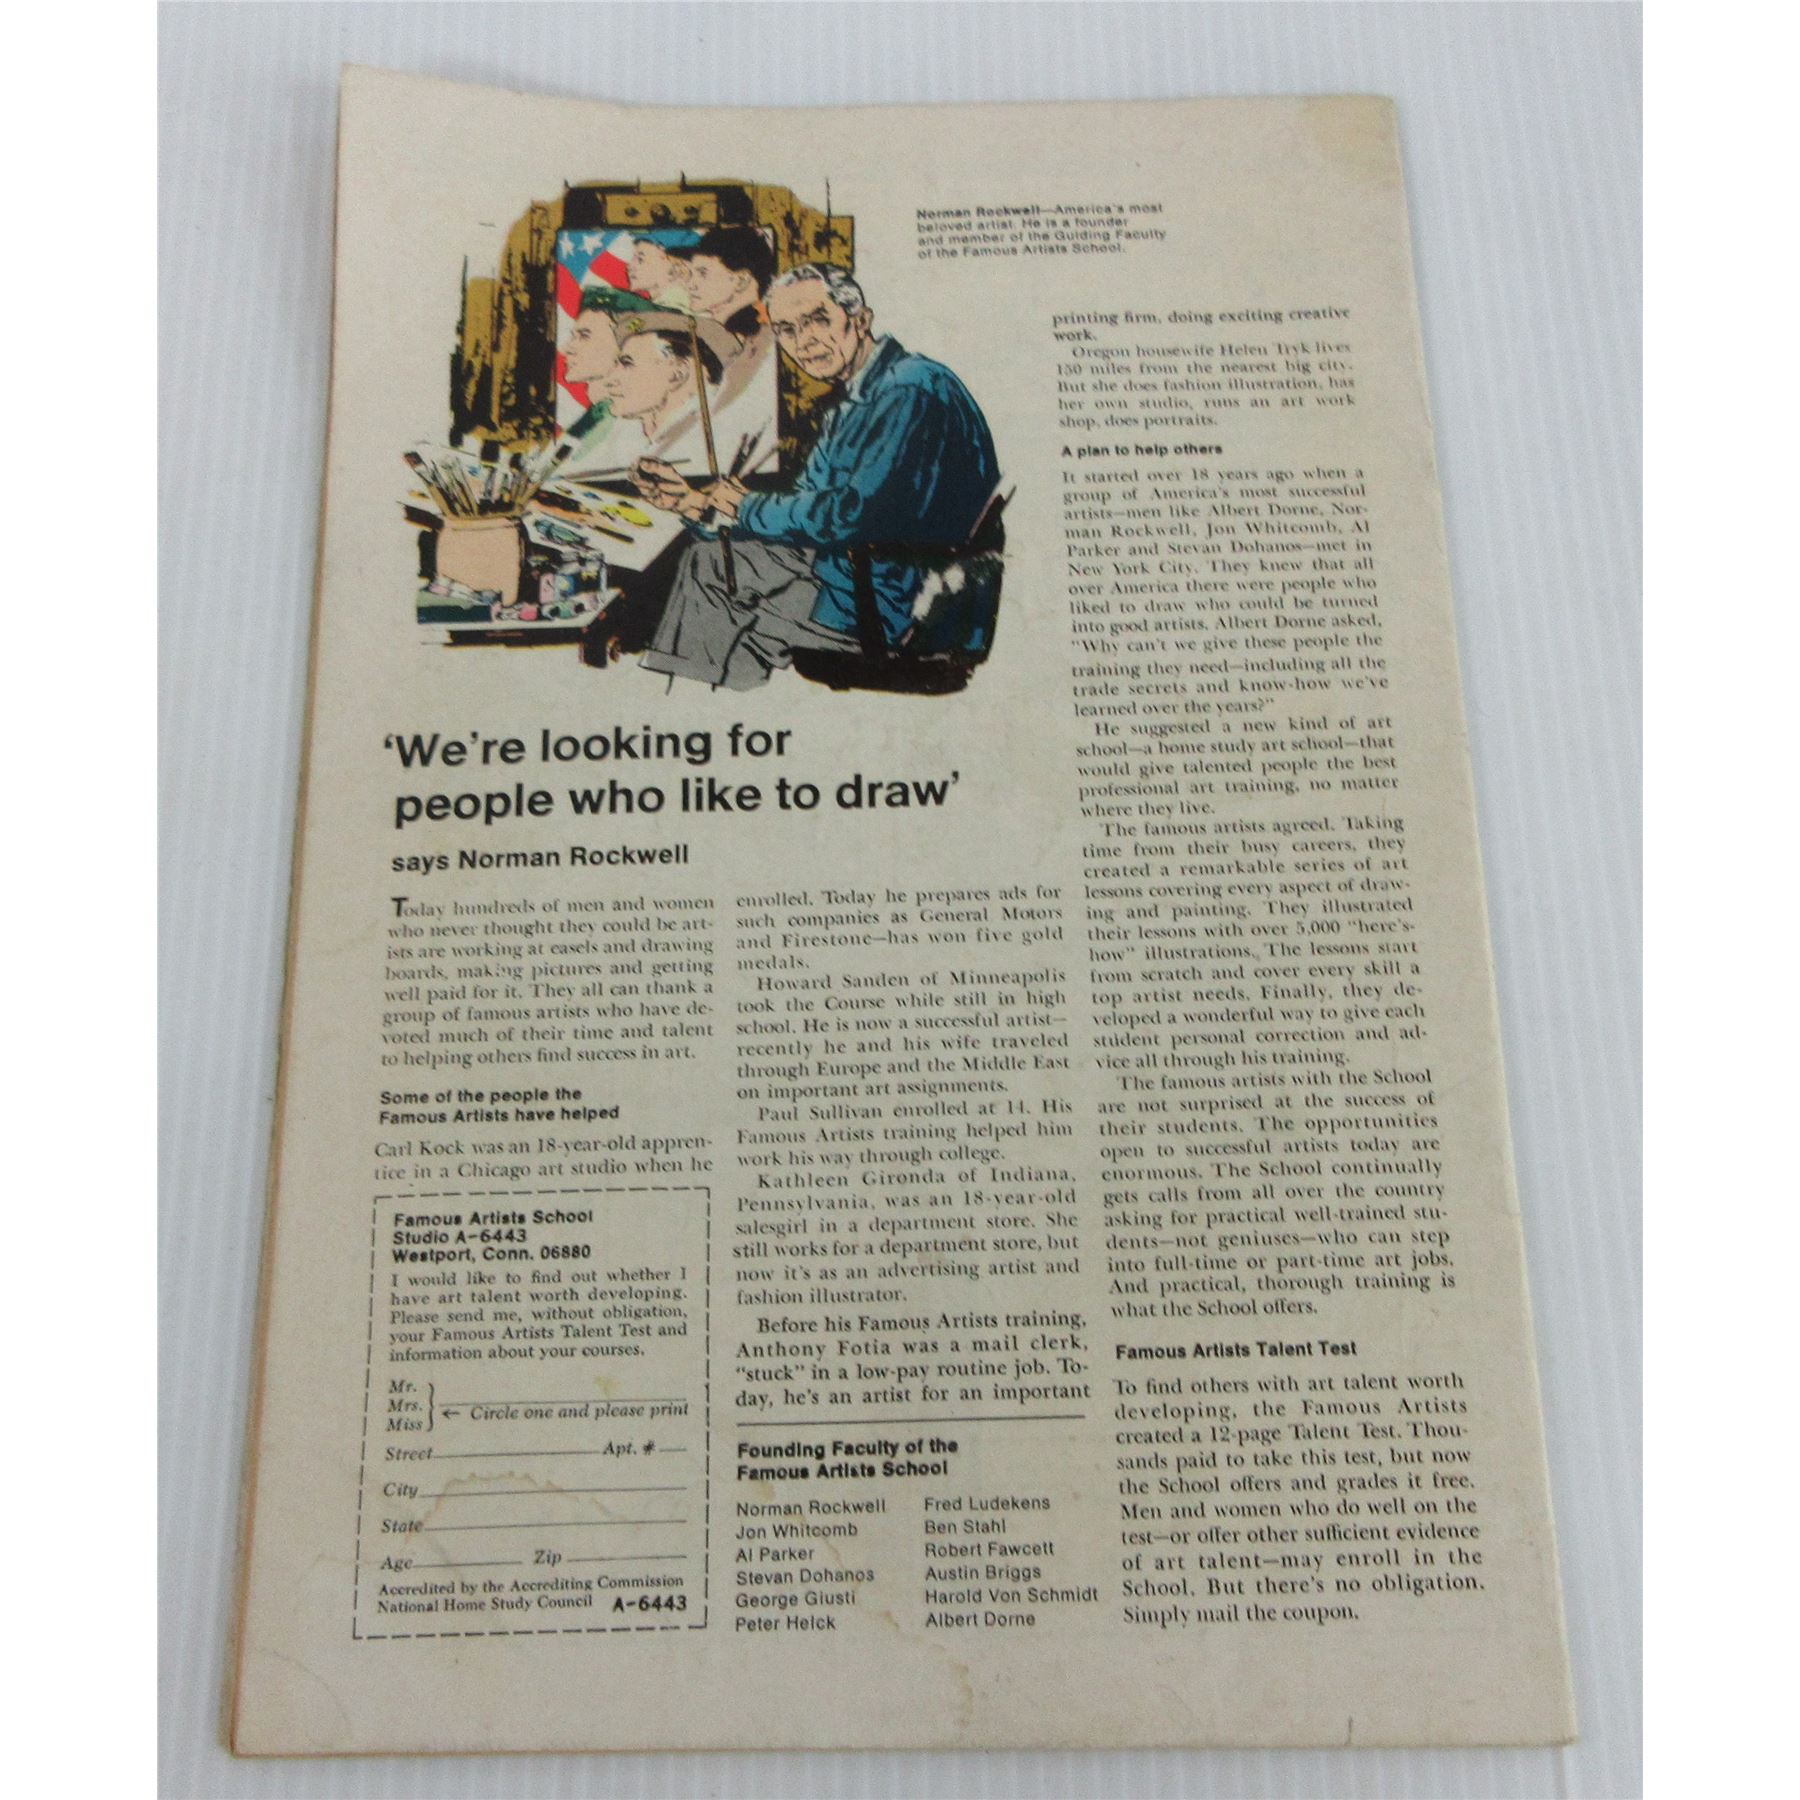 Norman Rockwell—America's most
beloved artist. He is a founder
and member of the Guiding Faculty
of the Famous Artists School.
'We're looking for
people who like to draw'
says Norman Rockwell
Today hundreds of men and women
who never thought they could be art-
ists are working at easels and drawing
boards, making pictures and getting
well paid for it. They all can thank a
group of famous artists who have de-
voted much of their time and talent
to helping others find success in art.
Some of the people the
Famous Artists have helped
Carl Kock was an 18-year-old appren-
tice in a Chicago art studio when he
enrolled. Today he prepares ads for
such companies as General Motors
and Firestone—has won five gold
medals.
Howard Sanden of Minneapolis
took the Course while still in high
school. He is now a successful artist—
recently he and his wife traveled
through Europe and the Middle East
on important art assignments.
Paul Sullivan enrolled at 14. His
Famous Artists training helped him
work his way through college.
Kathleen Gironda of Indiana,
Pennsylvania, was an 18-year-old
salesgirl in a department store. She
still works for a department store, but
now it's as an advertising artist and
fashion illustrator.
Before his Famous Artists training,
Anthony Fotia was a mail clerk,
"stuck" in a low-pay routine job. To-
day, he's an artist for an important
printing firm, doing exciting creative
work.
Oregon housewife Helen Tryk lives
150 miles from the nearest big city.
But she does fashion illustration, has
her own studio, runs an art work
shop, does portraits.
A plan to help others
It started over 18 years ago when a
group of America's most successful
artists—men like Albert Dorne, Nor-
man Rockwell, Jon Whitcomb, Al
Parker and Stevan Dohanos—met in
New York City. They knew that all
over America there were people who
liked to draw who could be turned
into good artists. Albert Dorne asked,
"Why can't we give these people the
training they need—including all the
trade secrets and know-how we've
learned over the years?"
He suggested a new kind of art
school—a home study art school—that
would give talented people the best
professional art training, no matter
where they live.
The famous artists agreed. Taking
time from their busy careers, they
created a remarkable series of art
lessons covering every aspect of draw-
ing and painting. They illustrated
their lessons with over 5,000 "here's-
how" illustrations. The lessons start
from scratch and cover every skill a
top artist needs. Finally, they de-
veloped a wonderful way to give each
student personal correction and ad-
vice all through his training.
The famous artists with the School
are not surprised at the success of
their students. The opportunities
open to successful artists today are
enormous. The School continually
gets calls from all over the country
asking for practical well-trained stu-
dents—not geniuses—who can step
into full-time or part-time art jobs.
And practical, thorough training is
what the School offers.
Famous Artists Talent Test
To find others with art talent worth
developing, the Famous Artists
created a 12-page Talent Test. Thou-
sands paid to take this test, but now
the School offers and grades it free.
Men and women who do well on the
test—or offer other sufficient evidence
of art talent—may enroll in the
School. But there's no obligation.
Simply mail the coupon.
Famous Artists School
Studio A-6443
Westport, Conn. 06880
I would like to find out whether I
have art talent worth developing.
Please send me, without obligation,
your Famous Artists Talent Test and
information about your courses.
Mr.
Mrs.
Miss
← Circle one and please print
Street Apt. #
City
State
Age Zip
Accredited by the Accrediting Commission
National Home Study Council A-6443
Founding Faculty of the
Famous Artists School
Norman Rockwell
Jon Whitcomb
Al Parker
Stevan Dohanos
George Giusti
Peter Helck
Fred Ludekens
Ben Stahl
Robert Fawcett
Austin Briggs
Harold Von Schmidt
Albert Dorne